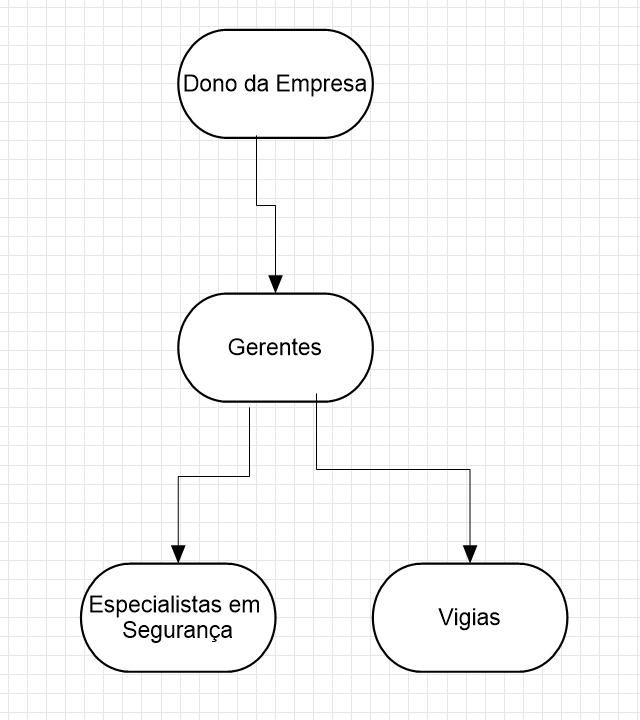 Dono da Empresa
Gerentes
Especialistas em
Segurança
Vigias